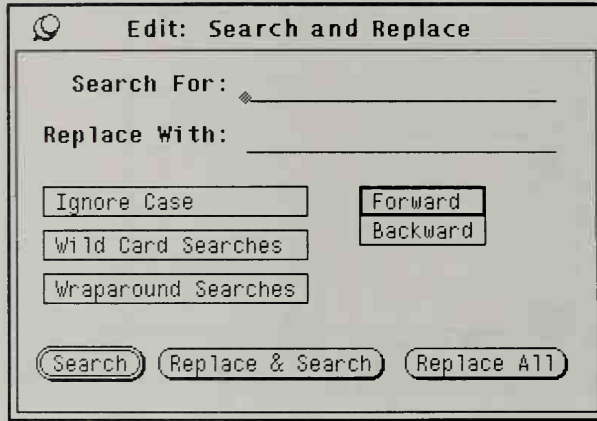 Edit: Search and Replace
Search For:
Replace With:
Ignore Case
Forward
Wild Card Searches
Backward
Wraparound Searches
Search
Replace & Search
Replace All